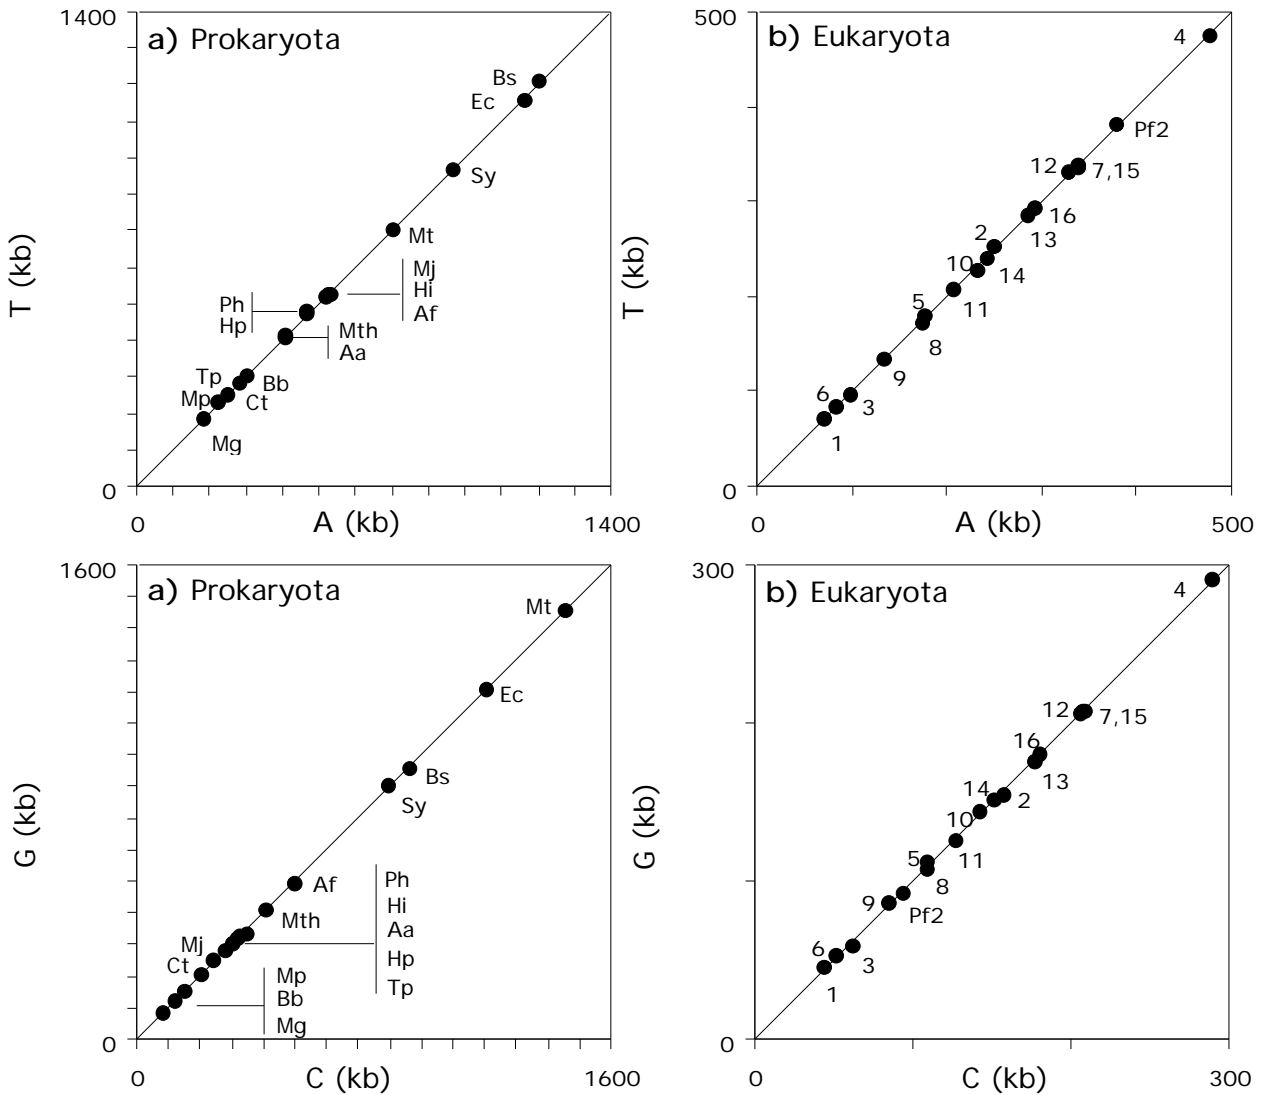 1400
a) Prokaryota
Bs
Ec
Sy
Mt
Mj
Hi
Af
Ph
Hp
Mth
Aa
Tp
Bb
Mp
Ct
Mg
T (kb)
0
0
A (kb)
1400
500
b) Eukaryota
4
Pf2
12
7,15
16
2
13
10
14
5
11
8
9
6
3
1
T (kb)
0
0
A (kb)
500
1600
a) Prokaryota
Mt
Ec
Bs
Sy
Af
Ph
Hi
Mth
Aa
Mj
Hp
Ct
Tp
Mp
Bb
Mg
G (kb)
0
0
C (kb)
1600
300
b) Eukaryota
4
12
7,15
16
13
14
2
10
5
11
8
9
Pf2
6
3
1
G (kb)
0
0
C (kb)
300